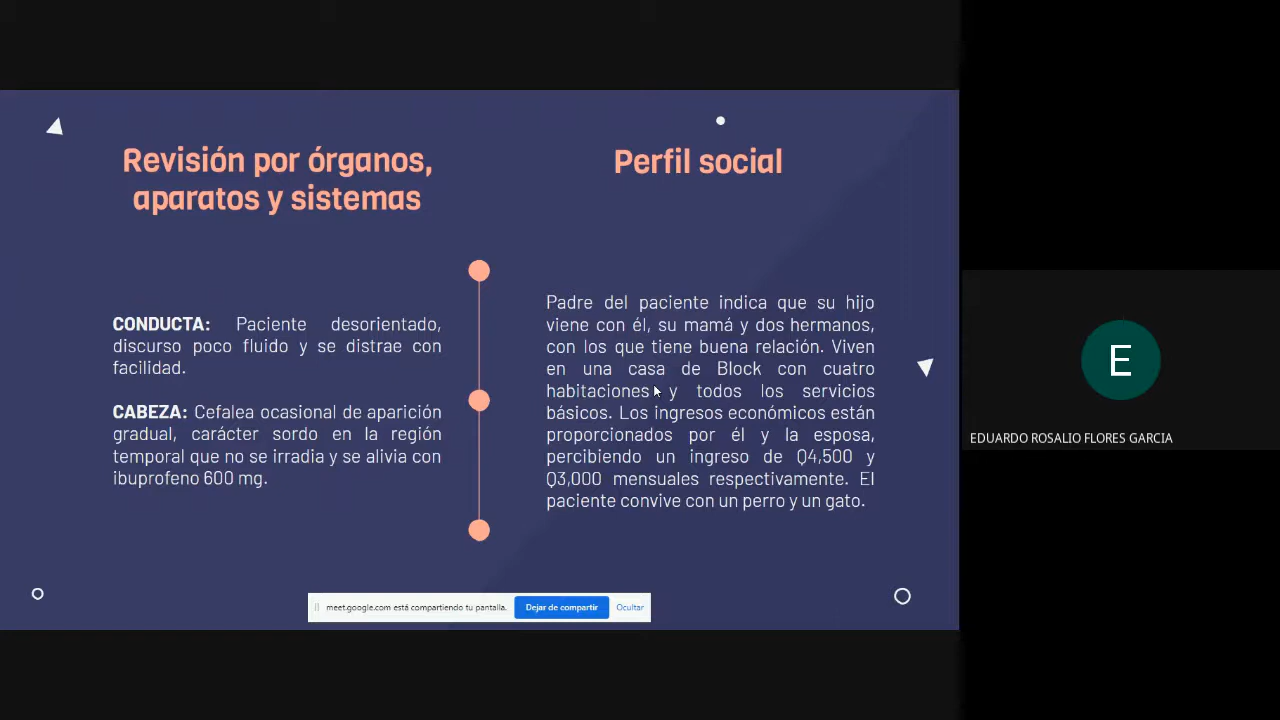 Revisión por órganos,
aparatos y sistemas
CONDUCTA: Paciente desorientado,
discurso poco fluido y se distrae con
facilidad.
CABEZA: Cefalea ocasional de aparición
gradual, carácter sordo en la región
temporal que no se irradia y se alivia con
ibuprofeno 600 mg.
Perfil social
Padre del paciente indica que su hijo
viene con él, su mamá y dos hermanos,
con los que tiene buena relación. Viven
en una casa de Block con cuatro
habitaciones y todos los servicios
básicos. Los ingresos económicos están
proporcionados por él y la esposa,
percibiendo un ingreso de Q4,500 y
Q3,000 mensuales respectivamente. El
paciente convive con un perro y un gato.
meet.google.com está compartiendo tu pantalla.
Dejar de compartir
Ocultar
E
EDUARDO ROSALIO FLORES GARCIA